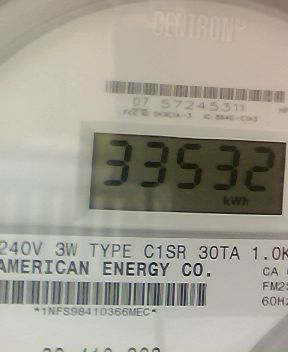 CENTRON
07 57245311
33532
kWh
240V 3W TYPE C1SR 30TA 1.0K
AMERICAN ENERGY CO.
CA
FM2S
60Hz
*1NFS98410366MEC*